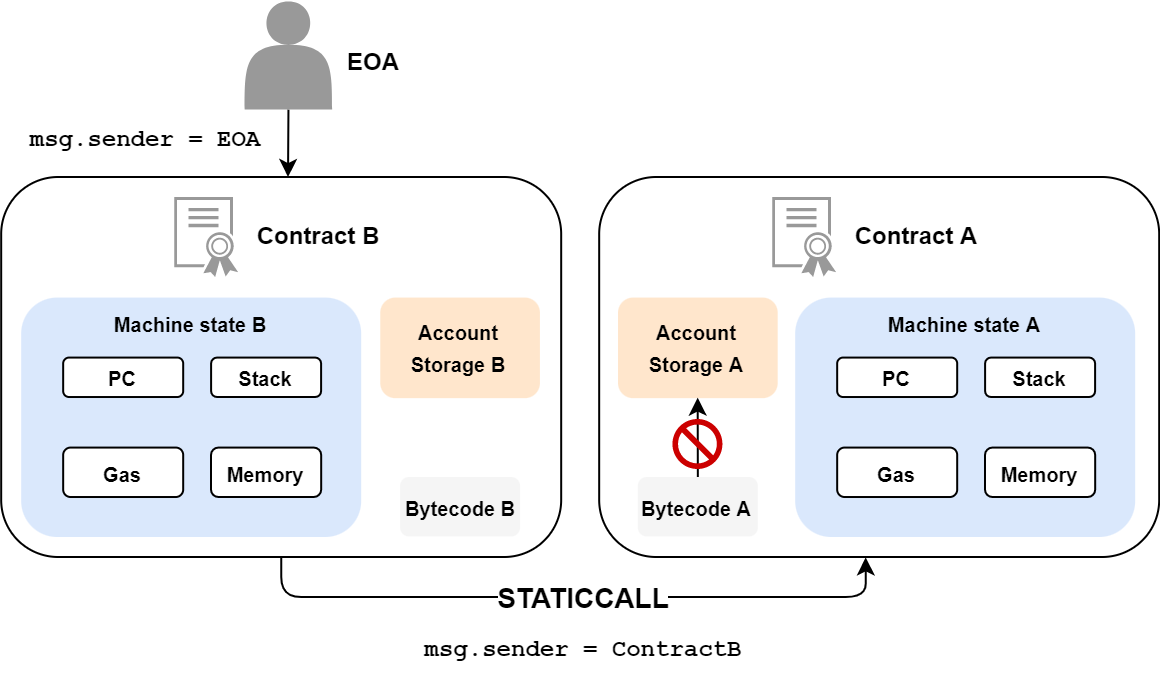 EOA
msg.sender = EOA
Contract B
Machine state B
PC
Stack
Gas
Memory
Account
Storage B
Bytecode B
Contract A
Account
Storage A
Bytecode A
Machine state A
PC
Stack
Gas
Memory
STATICCALL
msg.sender = ContractB